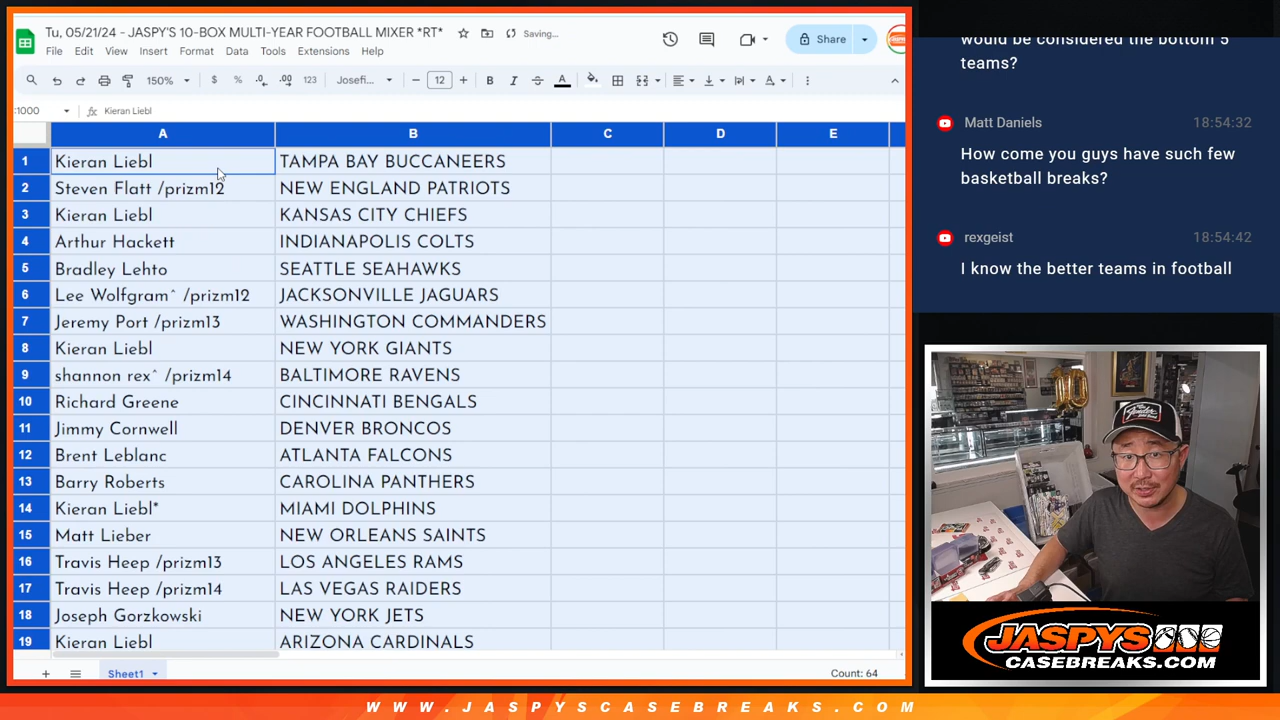 Tu, 05/21/24 - JASPY'S 10-BOX MULTI-YEAR FOOTBALL MIXER *RT*
Saving...
File Edit View Insert Format Data Tools Extensions Help
Share
150% $ % .0 .00 123 Josefi... - 12 + B I A
:1000 fx Kieran Liebl
A B C D E
1 Kieran Liebl TAMPA BAY BUCCANEERS
2 Steven Flatt /prizm12 NEW ENGLAND PATRIOTS
3 Kieran Liebl KANSAS CITY CHIEFS
4 Arthur Hackett INDIANAPOLIS COLTS
5 Bradley Lehto SEATTLE SEAHAWKS
6 Lee Wolfgram^ /prizm12 JACKSONVILLE JAGUARS
7 Jeremy Port /prizm13 WASHINGTON COMMANDERS
8 Kieran Liebl NEW YORK GIANTS
9 shannon rex^ /prizm14 BALTIMORE RAVENS
10 Richard Greene CINCINNATI BENGALS
11 Jimmy Cornwell DENVER BRONCOS
12 Brent Leblanc ATLANTA FALCONS
13 Barry Roberts CAROLINA PANTHERS
14 Kieran Liebl* MIAMI DOLPHINS
15 Matt Lieber NEW ORLEANS SAINTS
16 Travis Heep /prizm13 LOS ANGELES RAMS
17 Travis Heep /prizm14 LAS VEGAS RAIDERS
18 Joseph Gorzkowski NEW YORK JETS
19 Kieran Liebl ARIZONA CARDINALS
+ Sheet1 Count: 64
would be considered the bottom 5
teams?
Matt Daniels 18:54:32
How come you guys have such few
basketball breaks?
rexgeist 18:54:42
I know the better teams in football
10
Fender
JASPYS
CASEBREAKS.COM
WWW.JASPYSCASEBREAKS.COM